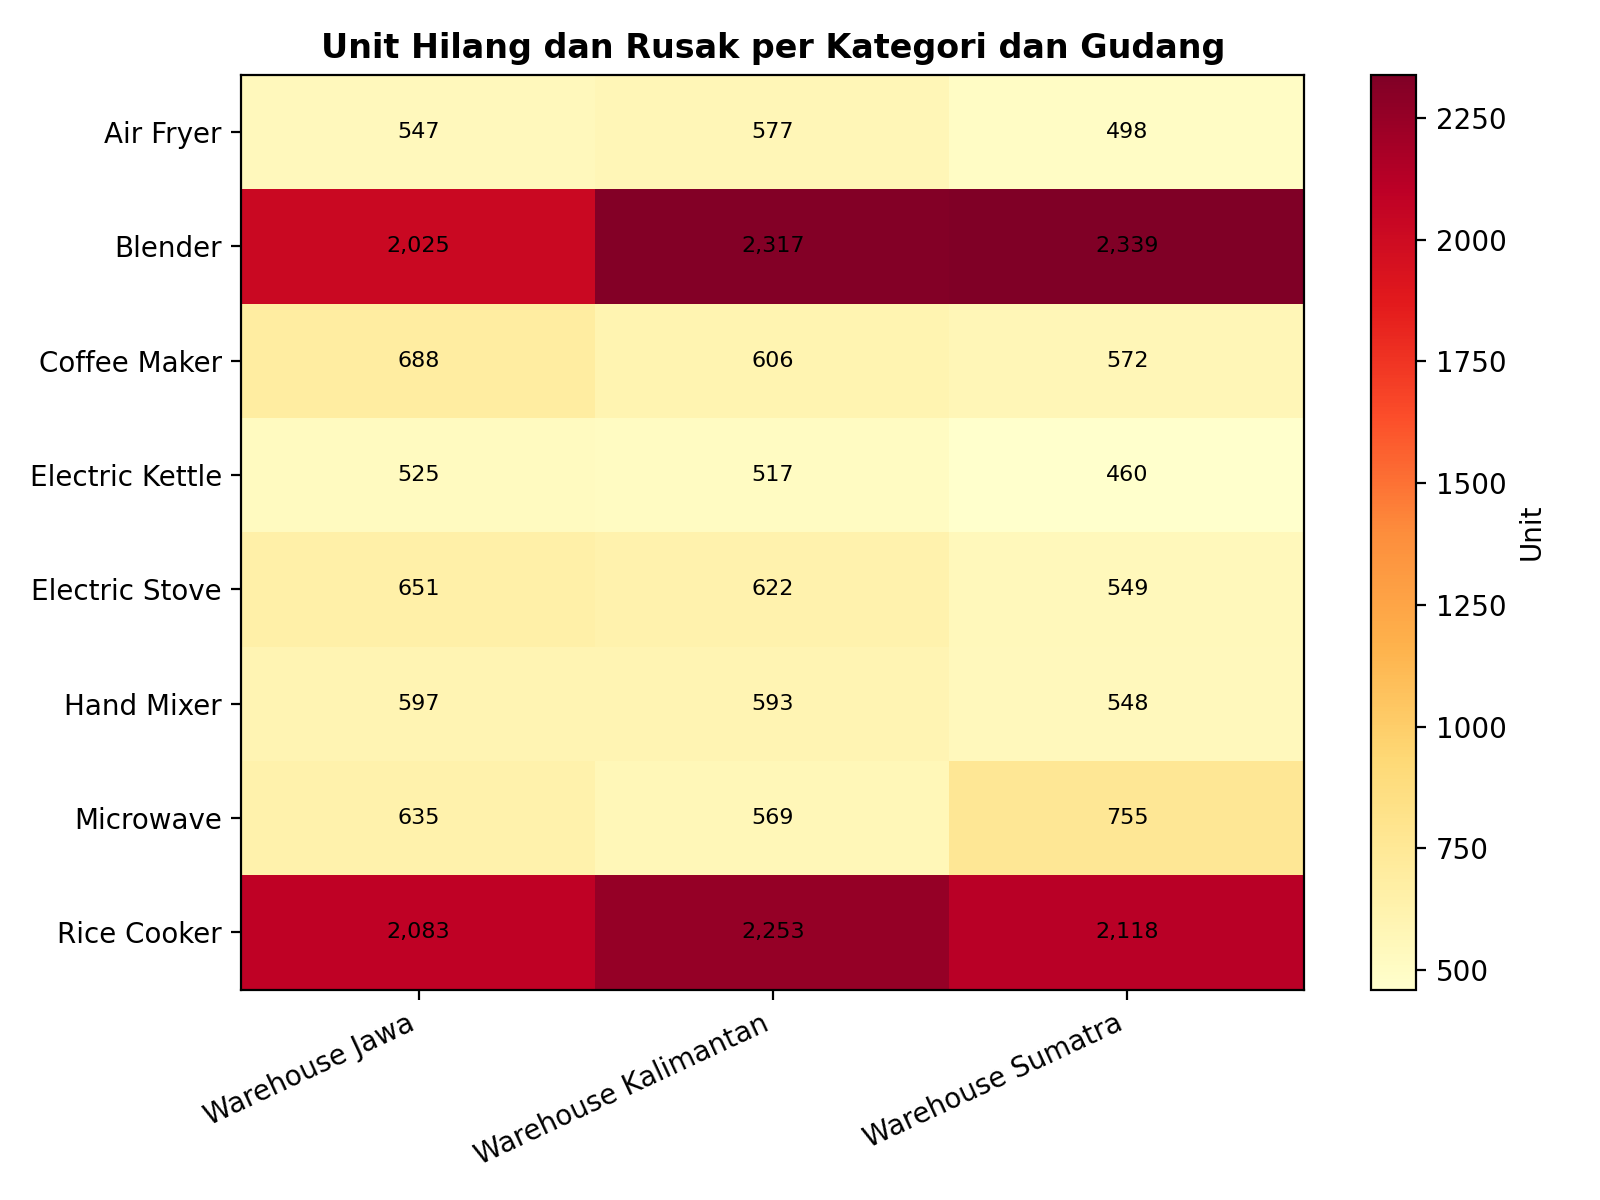 Unit Hilang dan Rusak per Kategori dan Gudang
Air Fryer 547 577 498
Blender 2,025 2,317 2,339
Coffee Maker 688 606 572
Electric Kettle 525 517 460
Electric Stove 651 622 549
Hand Mixer 597 593 548
Microwave 635 569 755
Rice Cooker 2,083 2,253 2,118
Warehouse Jawa
Warehouse Kalimantan
Warehouse Sumatra
2250
2000
1750
1500
1250
1000
750
500
Unit